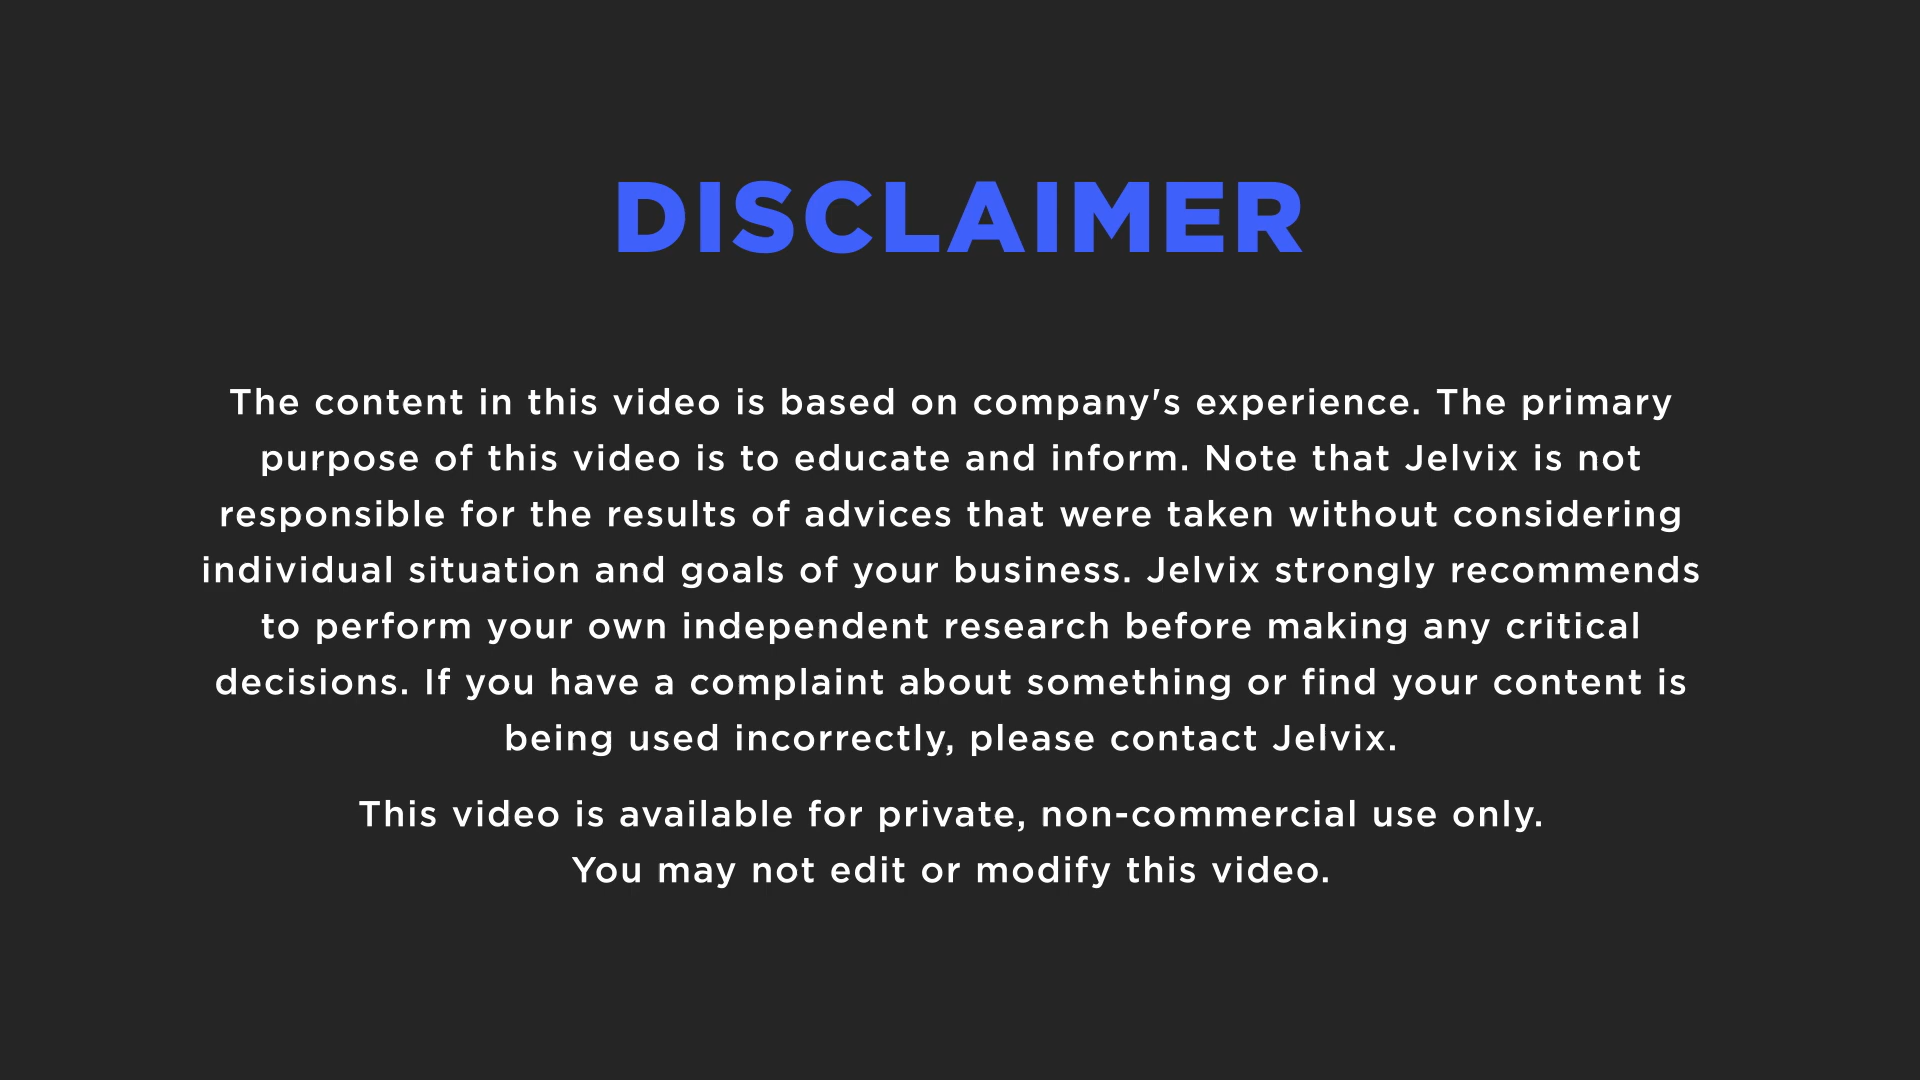 DISCLAIMER
The content in this video is based on company's experience. The primary
purpose of this video is to educate and inform. Note that Jelvix is not
responsible for the results of advices that were taken without considering
individual situation and goals of your business. Jelvix strongly recommends
to perform your own independent research before making any critical
decisions. If you have a complaint about something or find your content is
being used incorrectly, please contact Jelvix.
This video is available for private, non-commercial use only.
You may not edit or modify this video.